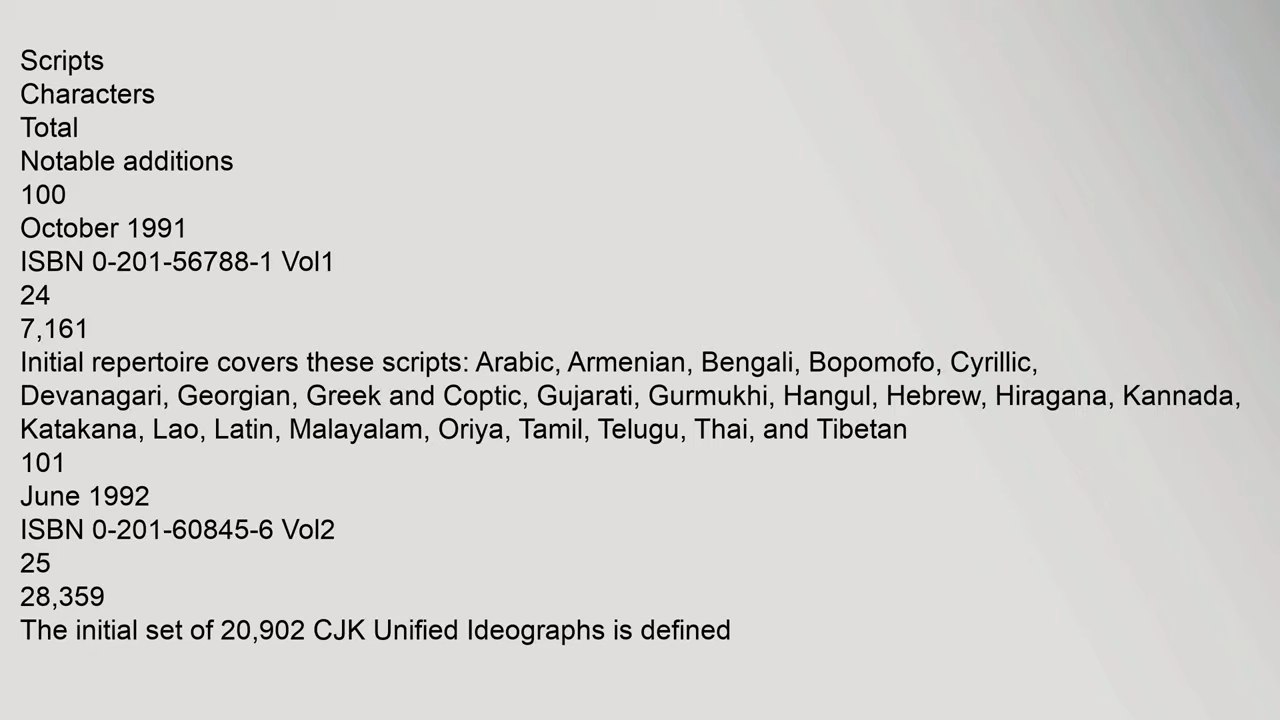 Scripts
Characters
Total
Notable additions
100
October 1991
ISBN 0-201-56788-1 Vol1
24
7,161
Initial repertoire covers these scripts: Arabic, Armenian, Bengali, Bopomofo, Cyrillic,
Devanagari, Georgian, Greek and Coptic, Gujarati, Gurmukhi, Hangul, Hebrew, Hiragana, Kannada,
Katakana, Lao, Latin, Malayalam, Oriya, Tamil, Telugu, Thai, and Tibetan
101
June 1992
ISBN 0-201-60845-6 Vol2
25
28,359
The initial set of 20,902 CJK Unified Ideographs is defined